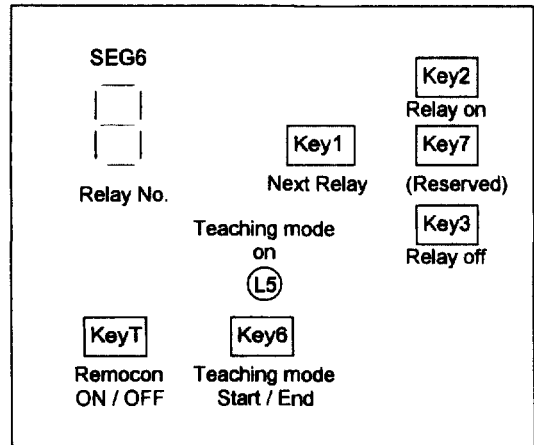 SEG6
Key2
Relay on
Key1
Key7
Next Relay
(Reserved)
Relay No.
Key3
Relay off
Teaching mode
on
L5
KeyT
Key6
Remocon
ON / OFF
Teaching mode
Start / End